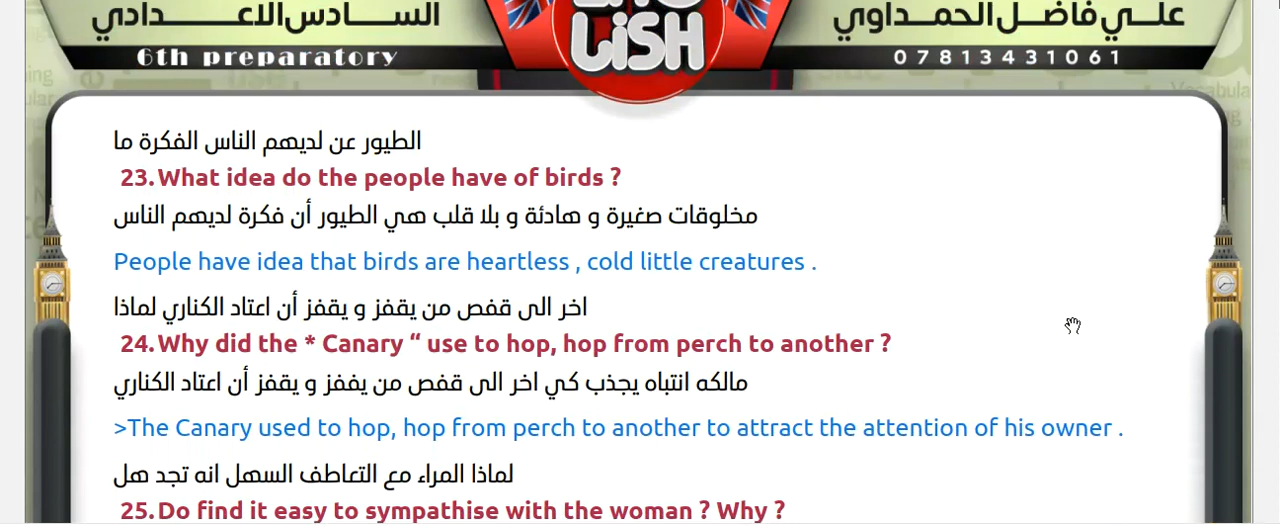 السادس الاعدادي
6th preparatory
LISH
علي فاضل الحمداوي
07813431061
الطيور عن لديهم الناس الفكرة ما
23. What idea do the people have of birds ?
مخلوقات صغيرة و هادئة و بلا قلب هي الطيور أن فكرة لديهم الناس
People have idea that birds are heartless , cold little creatures .
اخر الى قفص من يقفز و يقفز أن اعتاد الكناري لماذا
24. Why did the * Canary “ use to hop, hop from perch to another ?
مالكه انتباه يجذب كي اخر الى قفص من يففز و يقفز أن اعتاد الكناري
>The Canary used to hop, hop from perch to another to attract the attention of his owner .
لماذا المراء مع التعاطف السهل انه تجد هل
25. Do find it easy to sympathise with the woman ? Why ?